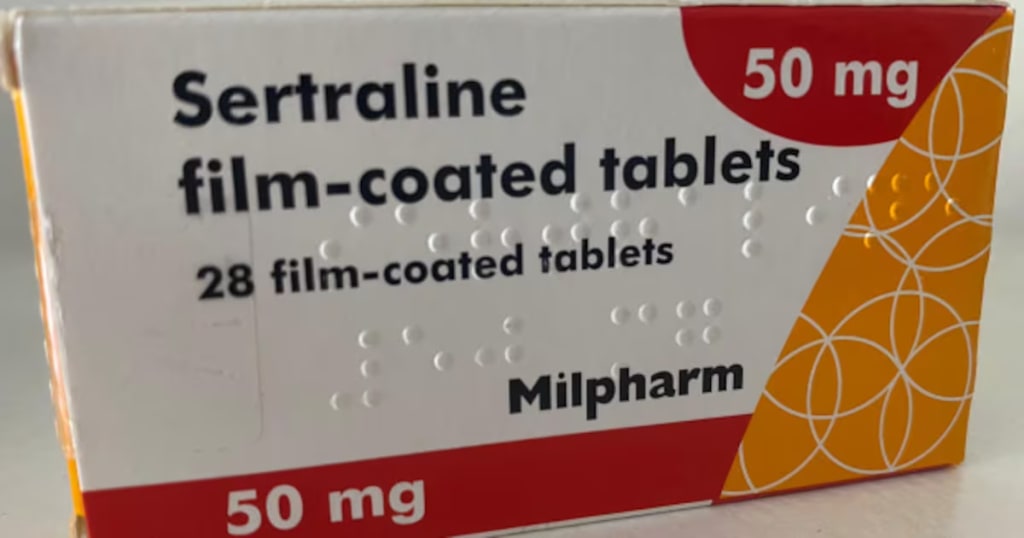 50 mg
Sertraline
film-coated tablets
28 film-coated tablets
Milpharm
50 mg